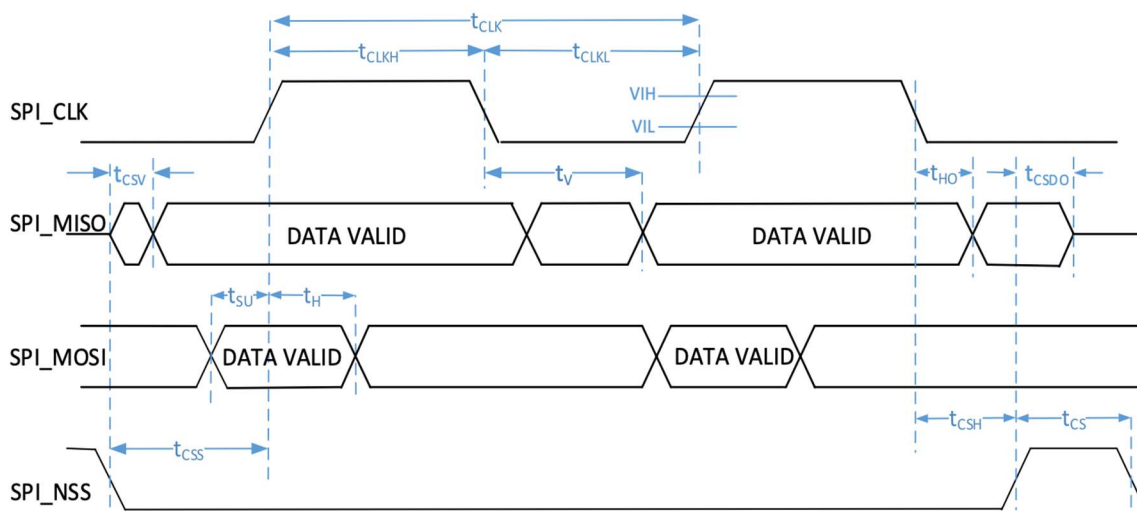 tCLK
tCLKH
tCLKL
SPI_CLK
VIH
VIL
tCSV
tV
tHO
tCSDO
SPI_MISO
DATA VALID
DATA VALID
tSU
tH
SPI_MOSI
DATA VALID
DATA VALID
tCSS
tCSH
tCS
SPI_NSS